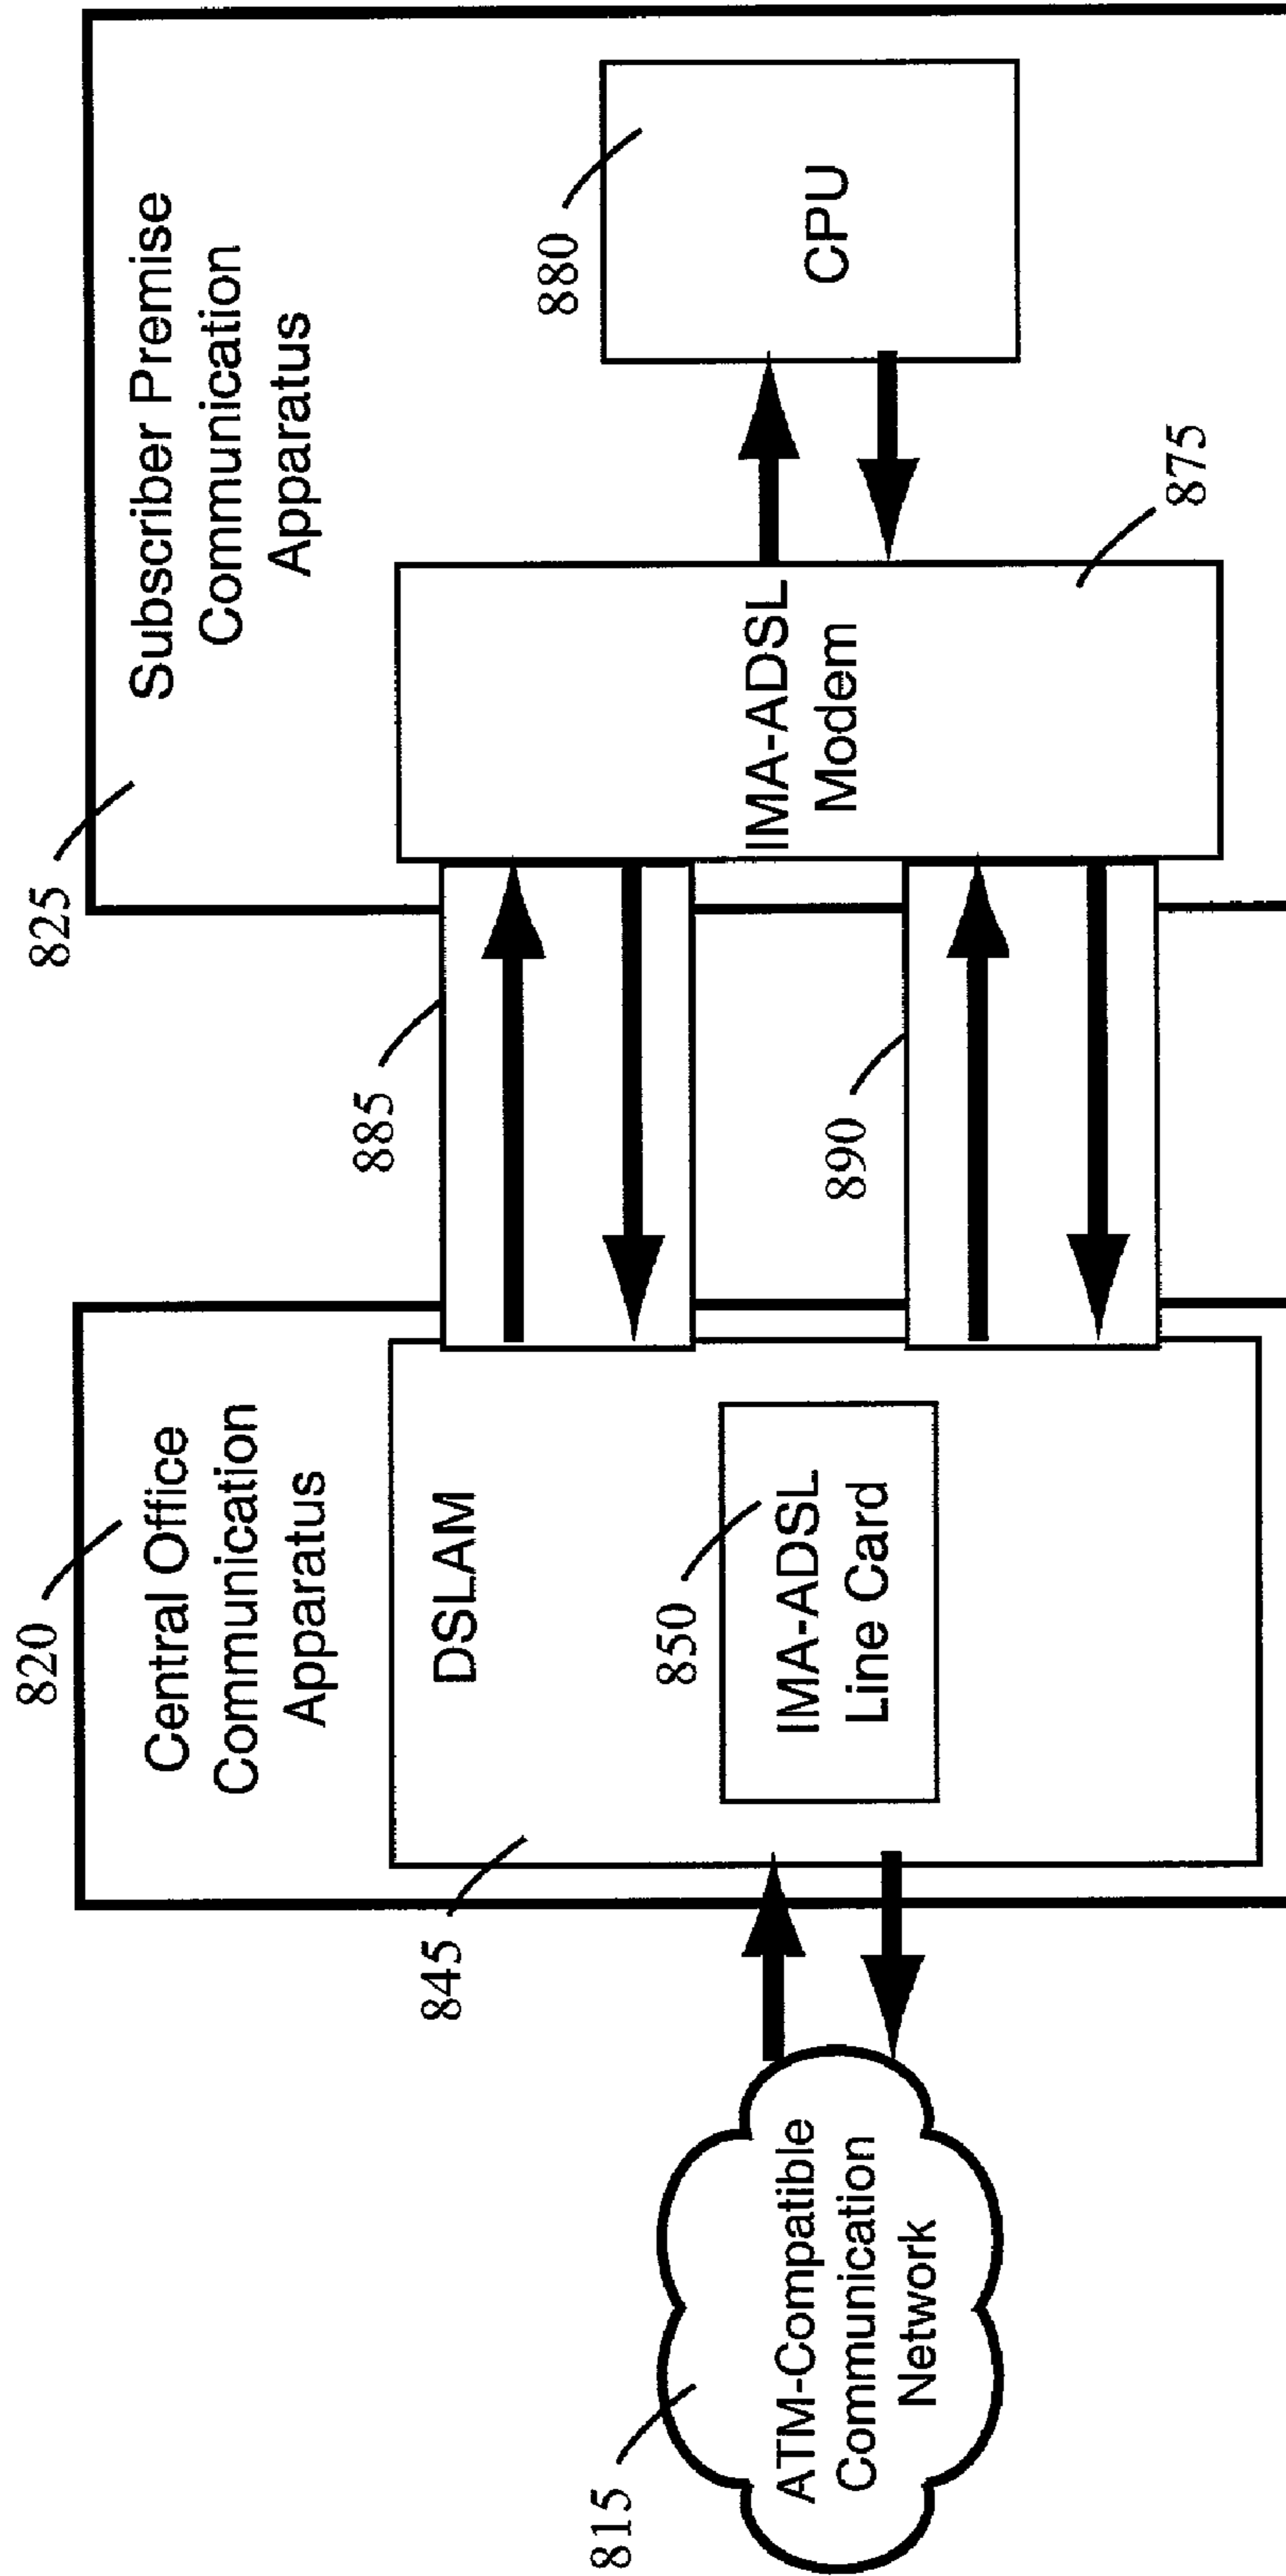 820
Central Office
Communication
Apparatus
845
DSLAM
850
IMA-ADSL
Line Card
815
ATM-Compatible
Communication
Network
885
890
825
Subscriber Premise
Communication
Apparatus
IMA-ADSL
Modem
875
880
CPU